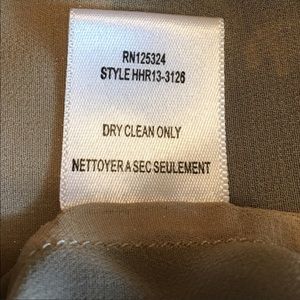 RN125324
STYLE HHR13-3126
DRY CLEAN ONLY
NETTOYER A SEC SEULEMENT